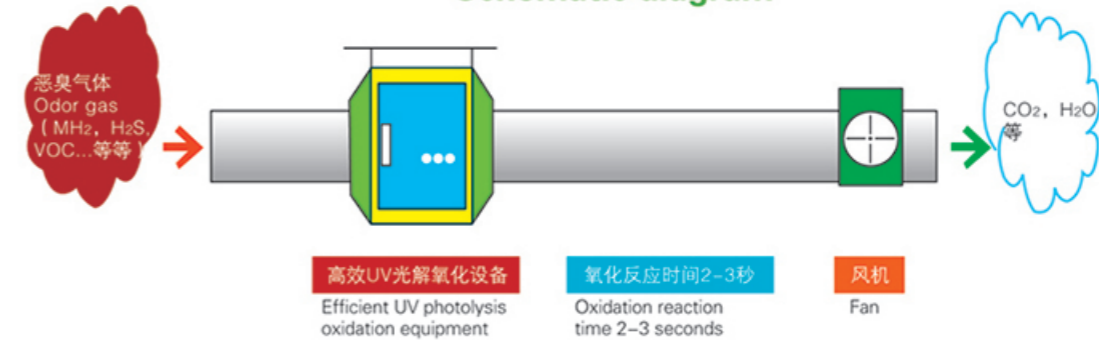 恶臭气体
Odor gas
（MH2，H2S,
VOC...等等）
CO2，H2O
等
高效UV光解氧化设备
Efficient UV photolysis
oxidation equipment
氧化反应时间2-3秒
Oxidation reaction
time 2-3 seconds
风机
Fan